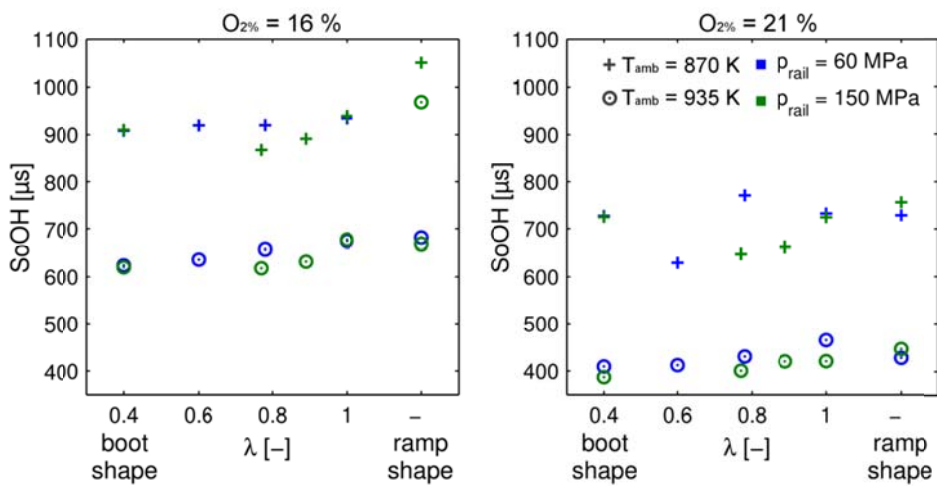 O₂% = 16 %
1100
1000
900
800
700
600
500
400
SoOH [µs]
0.4 0.6 0.8 1 –
boot shape
λ [–]
ramp shape
O₂% = 21 %
1100
1000
900
800
700
600
500
400
SoOH [µs]
Tamb = 870 K
prail = 60 MPa
Tamb = 935 K
prail = 150 MPa
0.4 0.6 0.8 1 –
boot shape
λ [–]
ramp shape